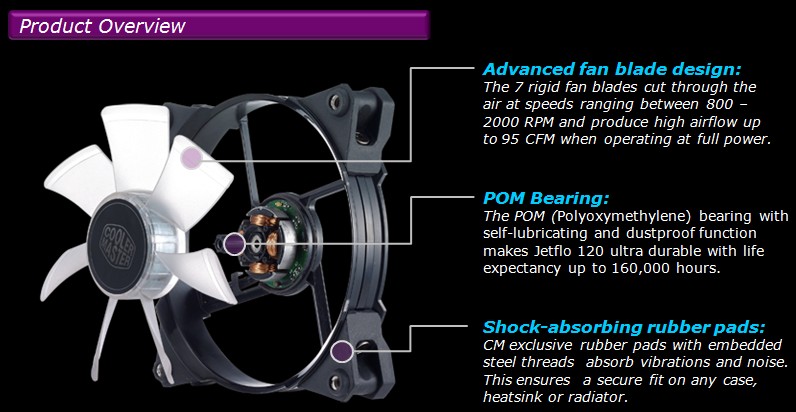 Product Overview
Advanced fan blade design:
The 7 rigid fan blades cut through the
air at speeds ranging between 800 –
2000 RPM and produce high airflow up
to 95 CFM when operating at full power.
POM Bearing:
The POM (Polyoxymethylene) bearing with
self-lubricating and dustproof function
makes Jetflo 120 ultra durable with life
expectancy up to 160,000 hours.
COOLER
MASTER
Shock-absorbing rubber pads:
CM exclusive rubber pads with embedded
steel threads absorb vibrations and noise.
This ensures a secure fit on any case,
heatsink or radiator.